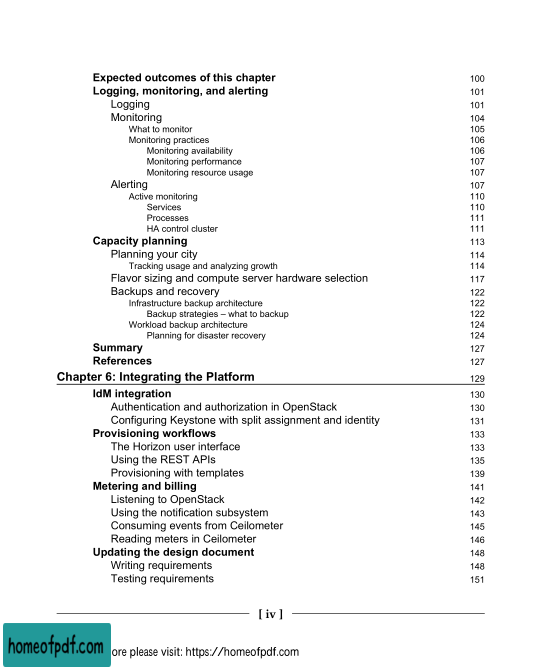 Expected outcomes of this chapter 100
Logging, monitoring, and alerting 101
Logging 101
Monitoring 104
What to monitor 105
Monitoring practices 106
Monitoring availability 106
Monitoring performance 107
Monitoring resource usage 107
Alerting 107
Active monitoring 110
Services 110
Processes 111
HA control cluster 111
Capacity planning 113
Planning your city 114
Tracking usage and analyzing growth 114
Flavor sizing and compute server hardware selection 117
Backups and recovery 122
Infrastructure backup architecture 122
Backup strategies – what to backup 122
Workload backup architecture 124
Planning for disaster recovery 124
Summary 127
References 127
Chapter 6: Integrating the Platform 129
IdM integration 130
Authentication and authorization in OpenStack 130
Configuring Keystone with split assignment and identity 131
Provisioning workflows 133
The Horizon user interface 133
Using the REST APIs 135
Provisioning with templates 139
Metering and billing 141
Listening to OpenStack 142
Using the notification subsystem 143
Consuming events from Ceilometer 145
Reading meters in Ceilometer 146
Updating the design document 148
Writing requirements 148
Testing requirements 151
[ iv ]
homeofpdf.com
ore please visit: https://homeofpdf.com